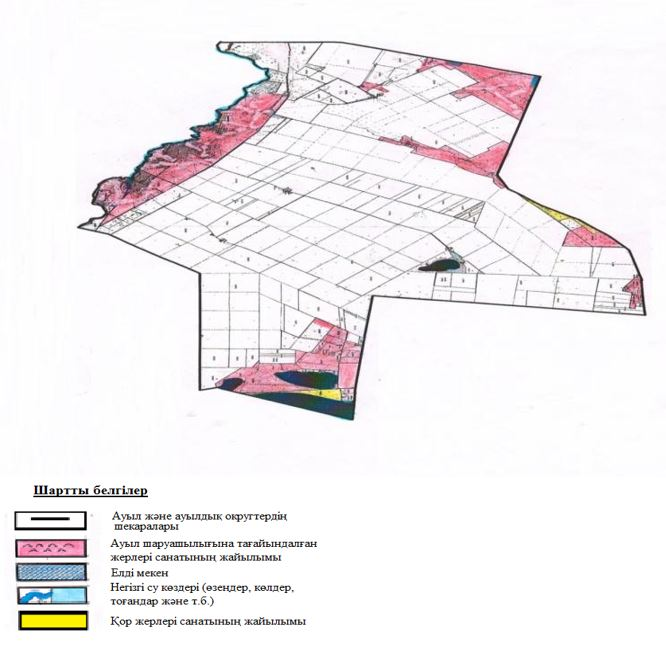 Шартты белгілер
Ауыл және ауылдық округтердің
шекаралары
Ауыл шаруашылығына тағайындалған
жерлері санатының жайылымы
Елді мекен
Негізгі су көздері (өзендер, көлдер,
тоғандар және т.б.)
Қор жерлері санатының жайылымы